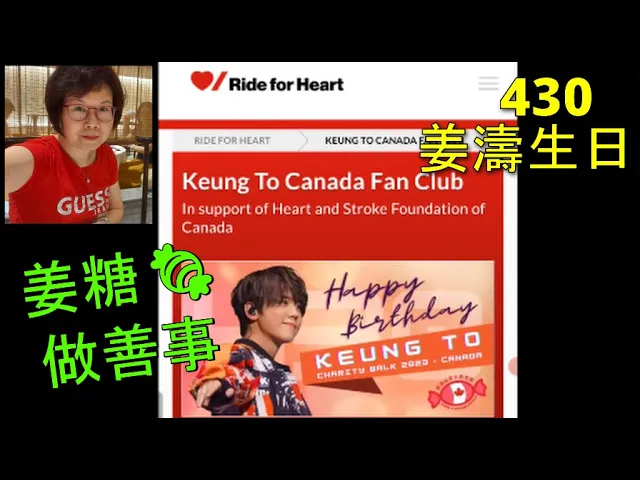 Ride for Heart
430
姜濤生日
RIDE FOR HEART
KEUNG TO CANADA
Keung To Canada Fan Club
In support of Heart and Stroke Foundation of
Canada
GUESS
姜糖
做善事
Happy
Birthday
KEUNG TO
CHARITY WALK 2023 - CANADA